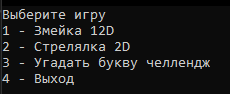 Выберите игру
1 - Змейка 12D
2 - Стрелялка 2D
3 - Угадать букву челлендж
4 - Выход